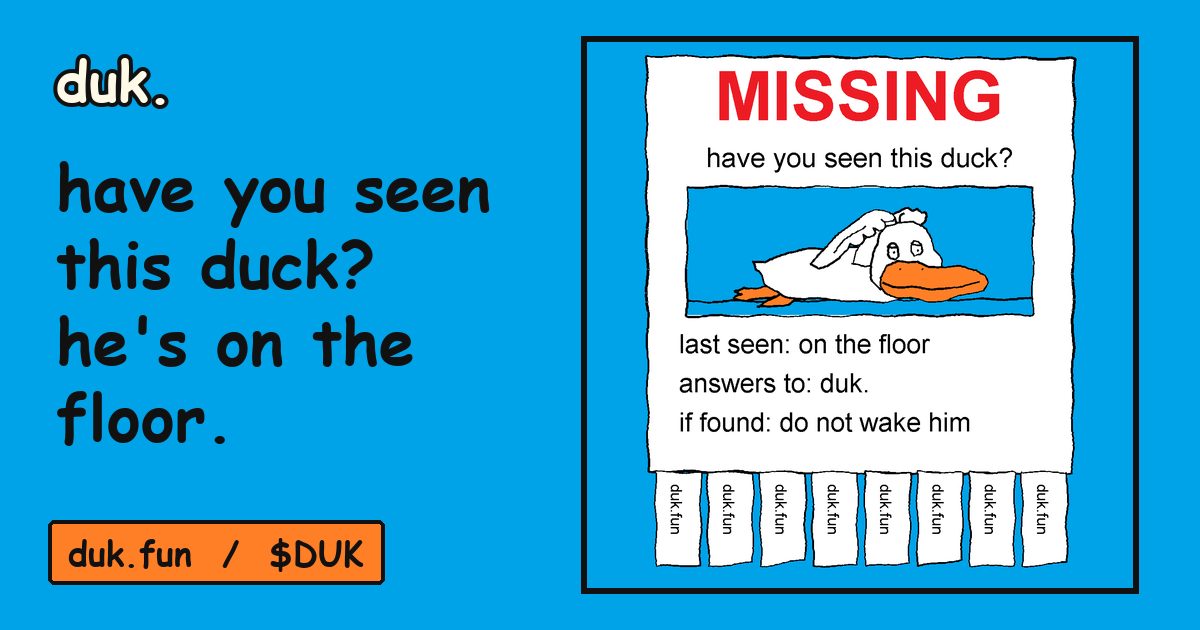 duk.
have you seen
this duck?
he's on the
floor.
duk.fun / $DUK
MISSING
have you seen this duck?
last seen: on the floor
answers to: duk.
if found: do not wake him
duk.fun
duk.fun
duk.fun
duk.fun
duk.fun
duk.fun
duk.fun
duk.fun